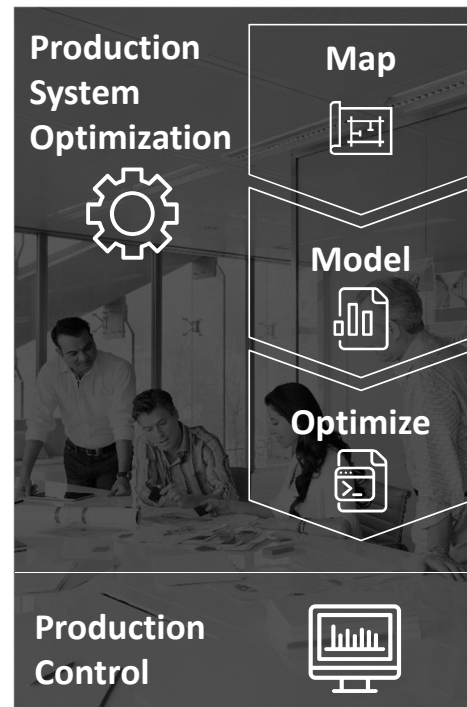 Production
System
Optimization
Map
Model
Optimize
Production
Control